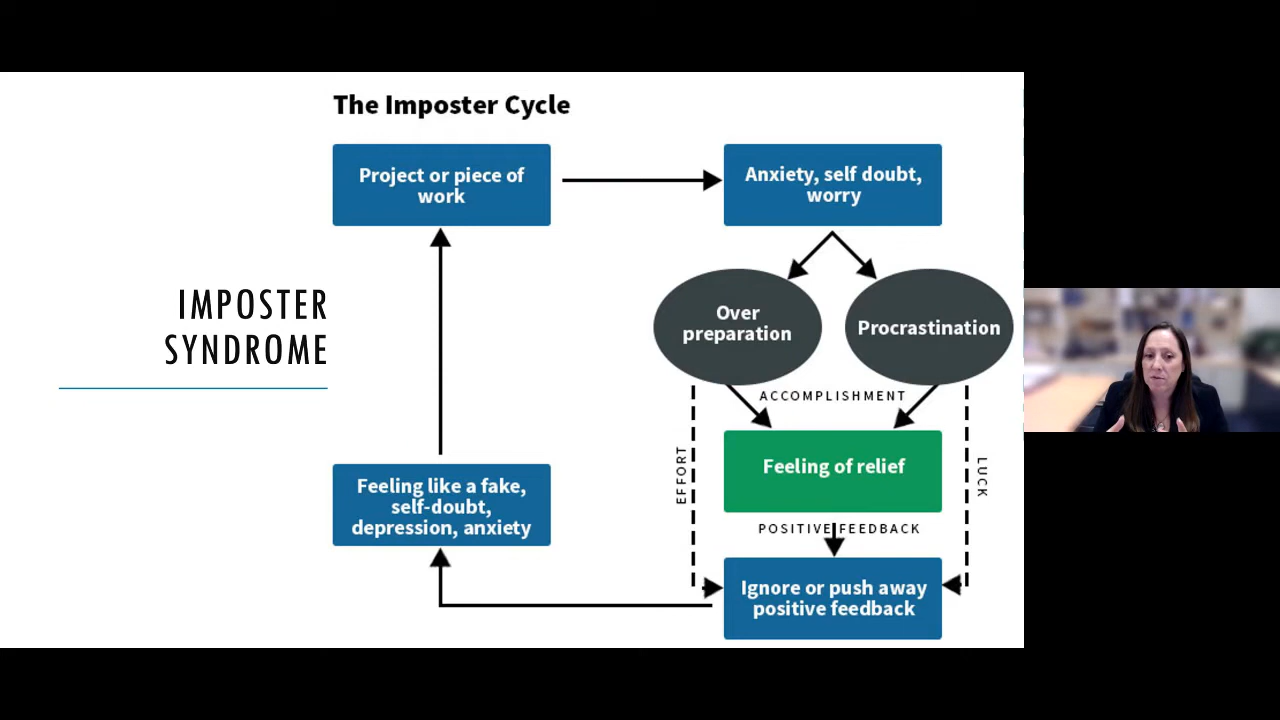 The Imposter Cycle
Project or piece of
work
Anxiety, self doubt,
worry
IMPOSTER
SYNDROME
Over
preparation
Procrastination
ACCOMPLISHMENT
EFFORT
LUCK
Feeling of relief
POSITIVE FEEDBACK
Feeling like a fake,
self-doubt,
depression, anxiety
Ignore or push away
positive feedback